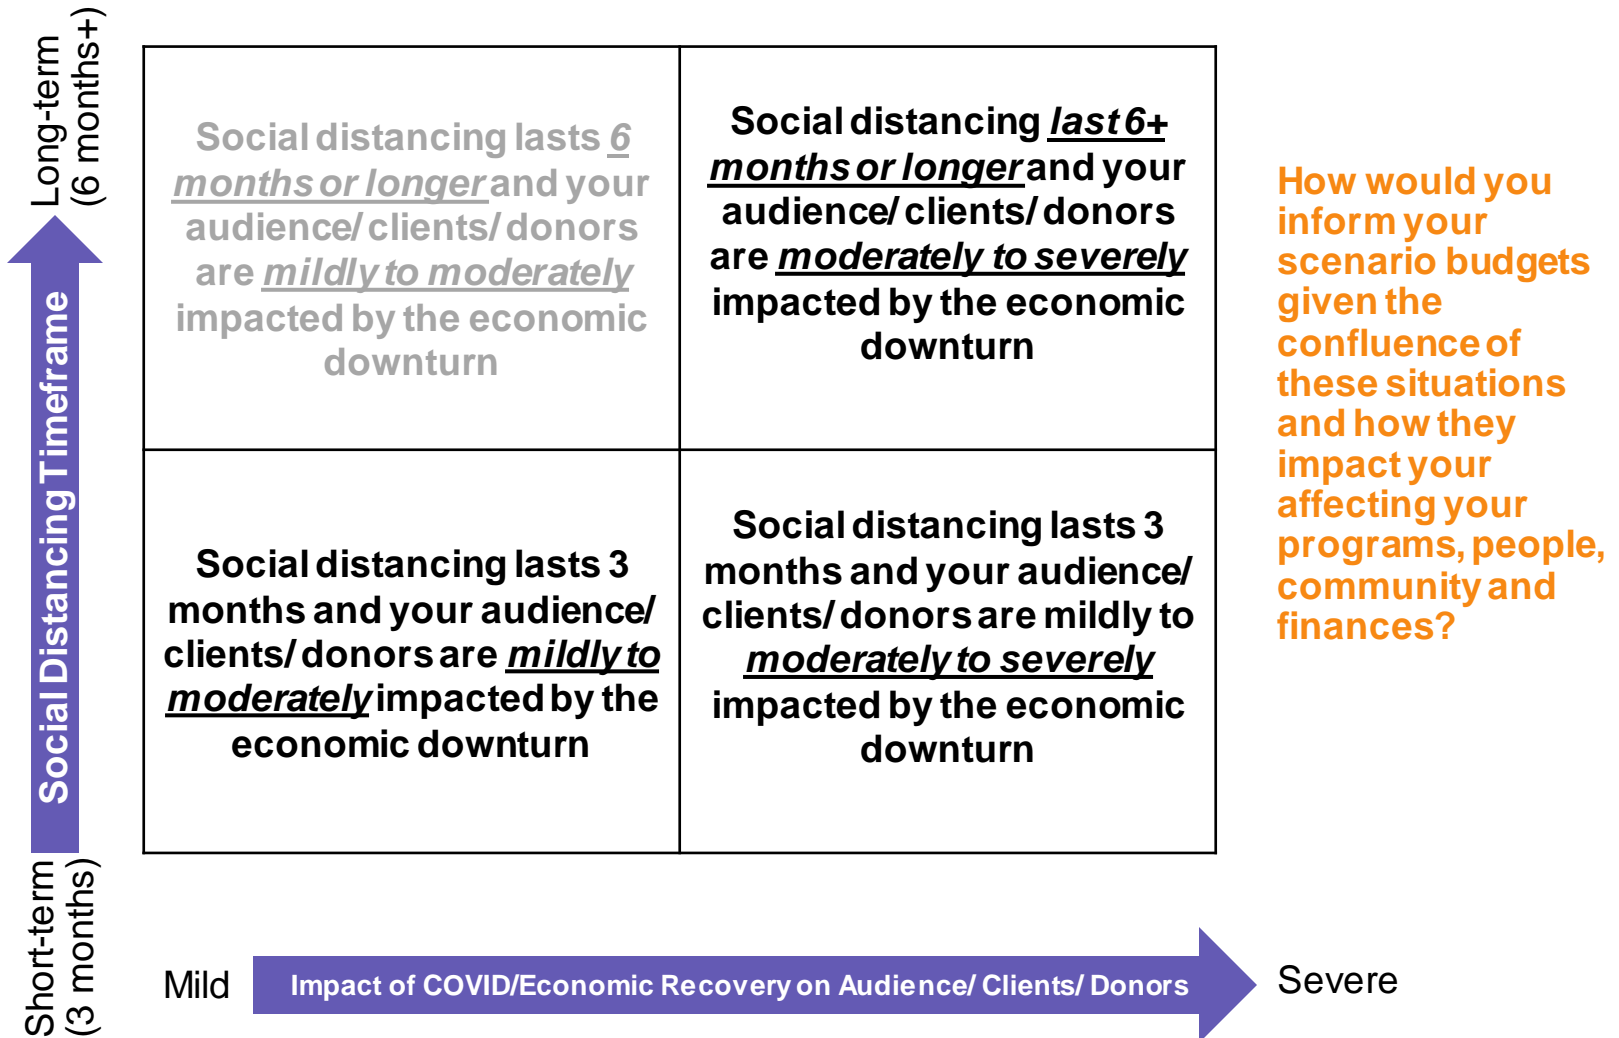 Long-term
(6 months+)
Social Distancing Timeframe
Short-term
(3 months)
Social distancing lasts 6
months or longer and your
audience/ clients/ donors
are mildly to moderately
impacted by the economic
downturn
Social distancing last 6+
months or longer and your
audience/ clients/ donors
are moderately to severely
impacted by the economic
downturn
Social distancing lasts 3
months and your audience/
clients/ donors are mildly to
moderately impacted by the
economic downturn
Social distancing lasts 3
months and your audience/
clients/ donors are mildly to
moderately to severely
impacted by the economic
downturn
How would you
inform your
scenario budgets
given the
confluence of
these situations
and how they
impact your
affecting your
programs, people,
community and
finances?
Mild
Impact of COVID/Economic Recovery on Audience/ Clients/ Donors
Severe